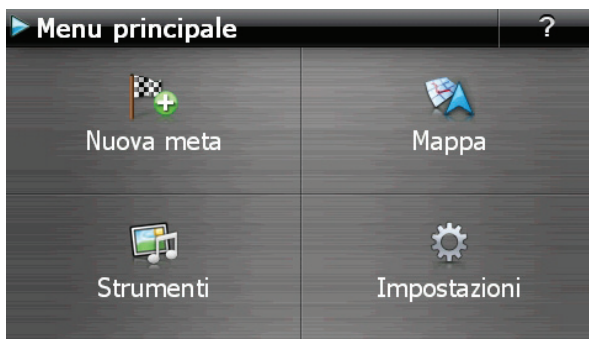 Menu principale ?
Nuova meta
Mappa
Strumenti
Impostazioni